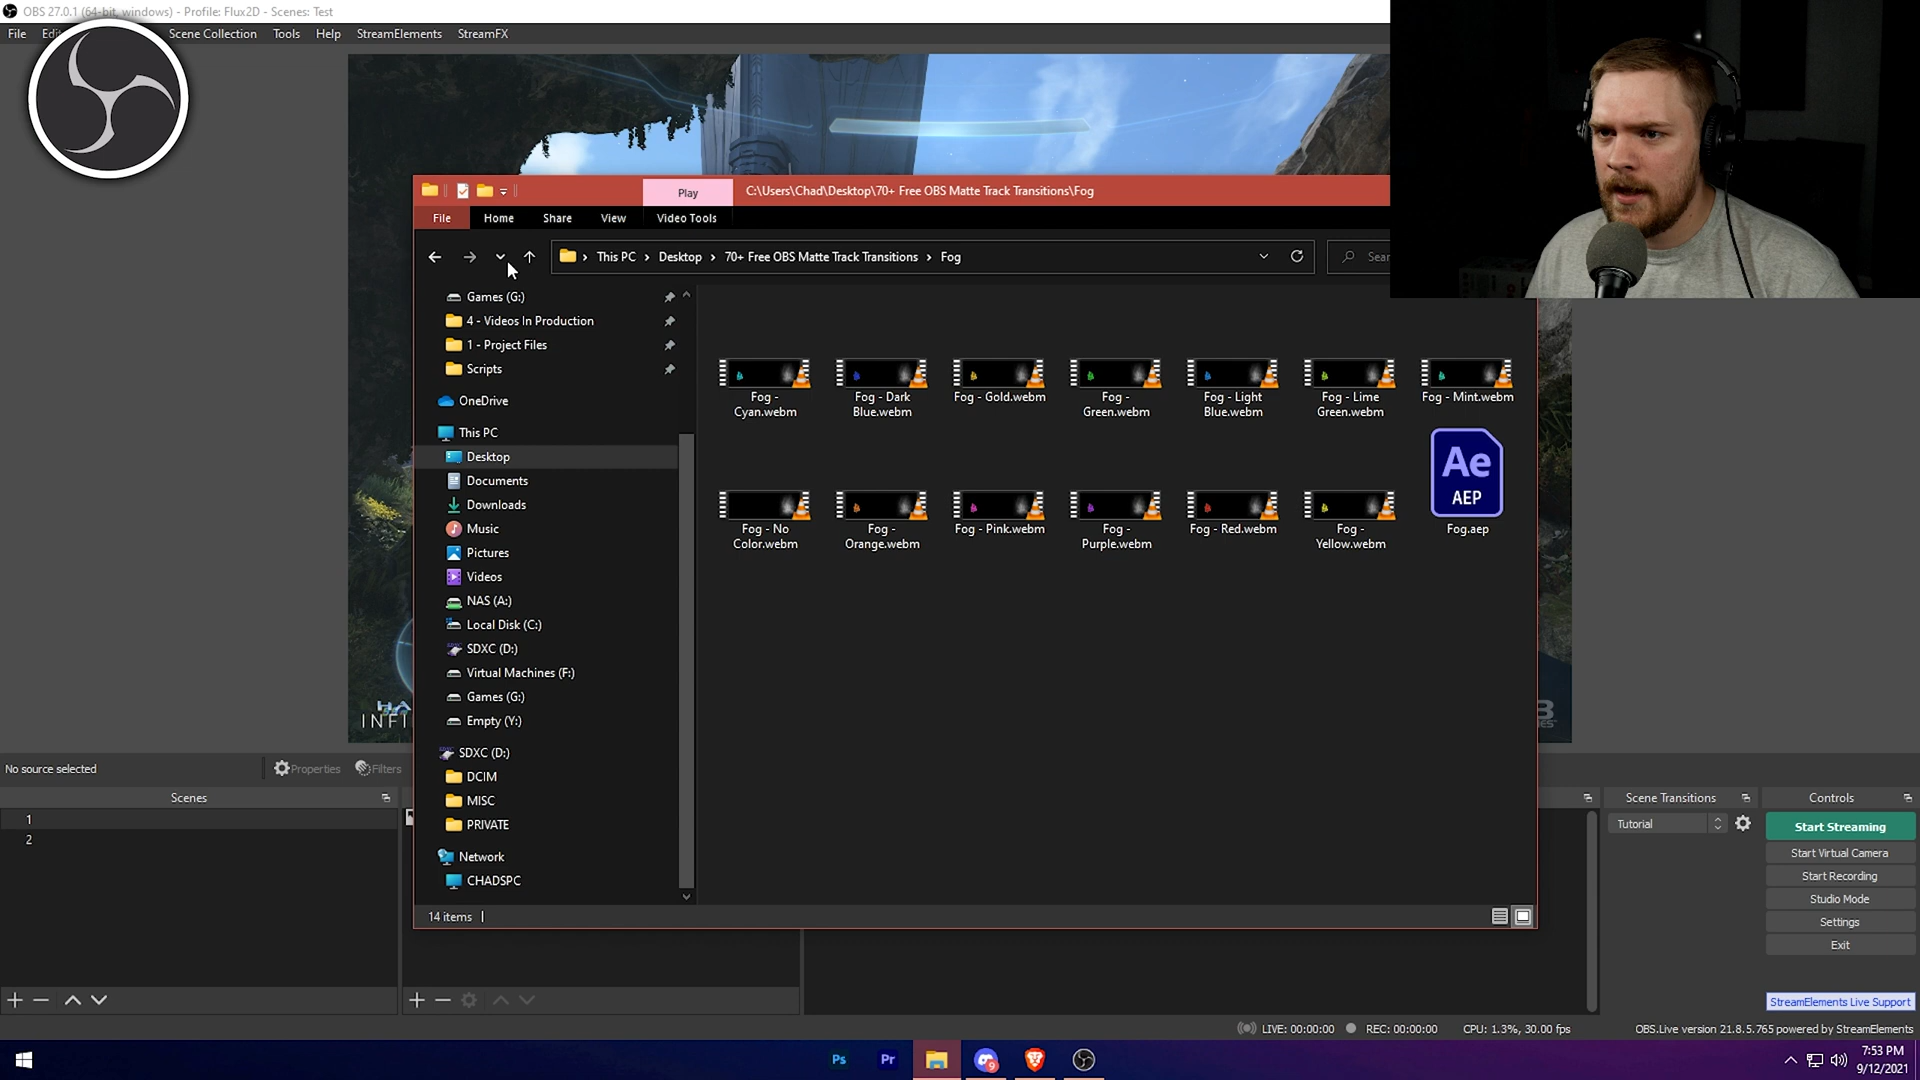 OBS 27.0.1 (64-bit, windows) - Profile: Flux2D - Scenes: Test
File Scene Collection Tools Help StreamElements StreamFX
Play C:\Users\Chad\Desktop\70+ Free OBS Matte Track Transitions\Fog
File Home Share View Video Tools
This PC Desktop 70+ Free OBS Matte Track Transitions Fog
Games (G:)
4 - Videos In Production
1 - Project Files
Scripts
OneDrive
This PC
Desktop
Documents
Downloads
Music
Pictures
Videos
NAS (A:)
Local Disk (C:)
SDXC (D:)
Virtual Machines (F:)
Games (G:)
Empty (Y:)
SDXC (D:)
DCIM
MISC
PRIVATE
Network
CHADSPC
Fog -
Cyan.webm
Fog - Dark
Blue.webm
Fog - Gold.webm
Fog -
Green.webm
Fog - Light
Blue.webm
Fog - Lime
Green.webm
Fog - Mint.webm
Fog - No
Color.webm
Fog -
Orange.webm
Fog - Pink.webm
Fog -
Purple.webm
Fog - Red.webm
Fog -
Yellow.webm
Ae
AEP
Fog.aep
14 items
No source selected Properties Filters
Scenes
1
2
Scene Transitions
Tutorial
Controls
Start Streaming
Start Virtual Camera
Start Recording
Studio Mode
Settings
Exit
StreamElements Live Support
LIVE: 00:00:00 REC: 00:00:00 CPU: 1.3%, 30.00 fps OBS.Live version 21.8.5.765 powered by StreamElements
Ps Pr 9
7:53 PM
9/12/2021